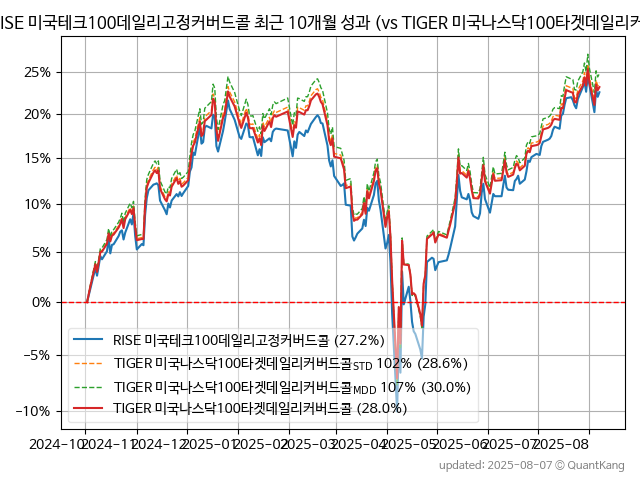 RISE 미국테크100데일리고정커버드콜 최근 10개월 성과 (vs TIGER 미국나스닥100타겟데일리커
25%
20%
15%
10%
5%
0%
−5%
−10%
RISE 미국테크100데일리고정커버드콜 (27.2%)
TIGER 미국나스닥100타겟데일리커버드콜STD 102% (28.6%)
TIGER 미국나스닥100타겟데일리커버드콜MDD 107% (30.0%)
TIGER 미국나스닥100타겟데일리커버드콜 (28.0%)
2024-10 2024-11 2024-12 2025-01 2025-02 2025-03 2025-04 2025-05 2025-06 2025-07 2025-08
updated: 2025-08-07 © QuantKang